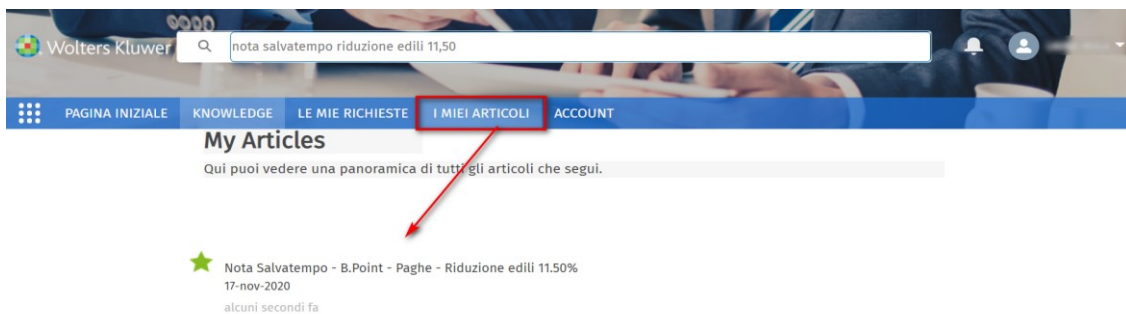 Wolters Kluwer
nota salvatempo riduzione edili 11,50
PAGINA INIZIALE KNOWLEDGE LE MIE RICHIESTE I MIEI ARTICOLI ACCOUNT
My Articles
Qui puoi vedere una panoramica di tutti gli articoli che segui.
Nota Salvatempo - B.Point - Paghe - Riduzione edili 11.50%
17-nov-2020
alcuni secondi fa